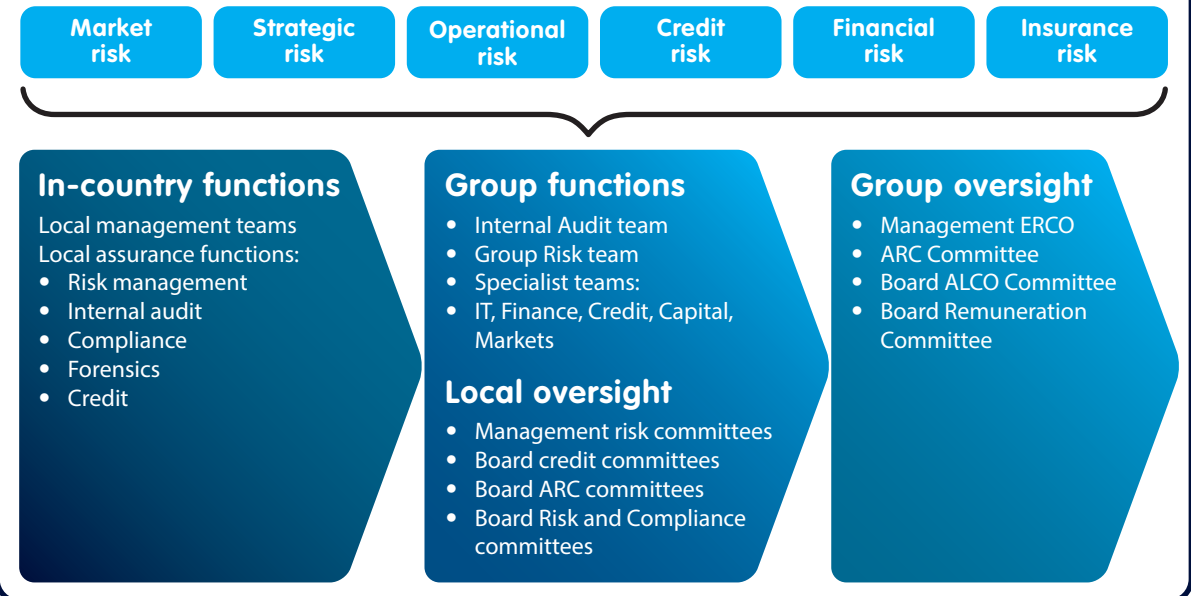 Market
risk
Strategic
risk
Operational
risk
Credit
risk
Financial
risk
Insurance
risk
In-country functions
Local management teams
Local assurance functions:
• Risk management
• Internal audit
• Compliance
• Forensics
• Credit
Group functions
• Internal Audit team
• Group Risk team
• Specialist teams:
• IT, Finance, Credit, Capital,
Markets
Local oversight
• Management risk committees
• Board credit committees
• Board ARC committees
• Board Risk and Compliance
committees
Group oversight
• Management ERCO
• ARC Committee
• Board ALCO Committee
• Board Remuneration
Committee